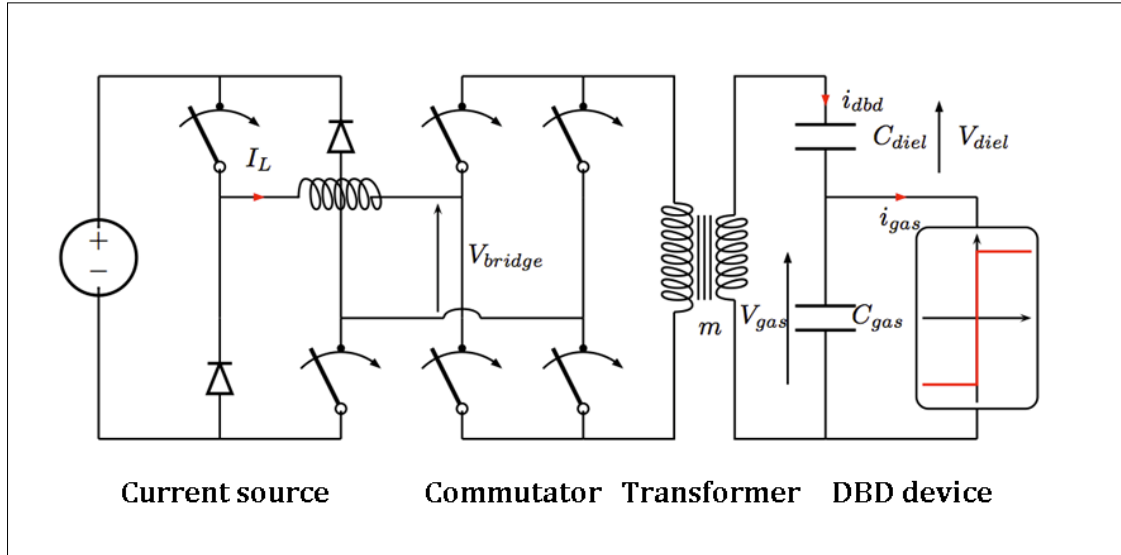 i_dbd
C_diel
V_diel
I_L
i_gas
+
−
V_bridge
V_gas
C_gas
m
Current source
Commutator
Transformer
DBD device